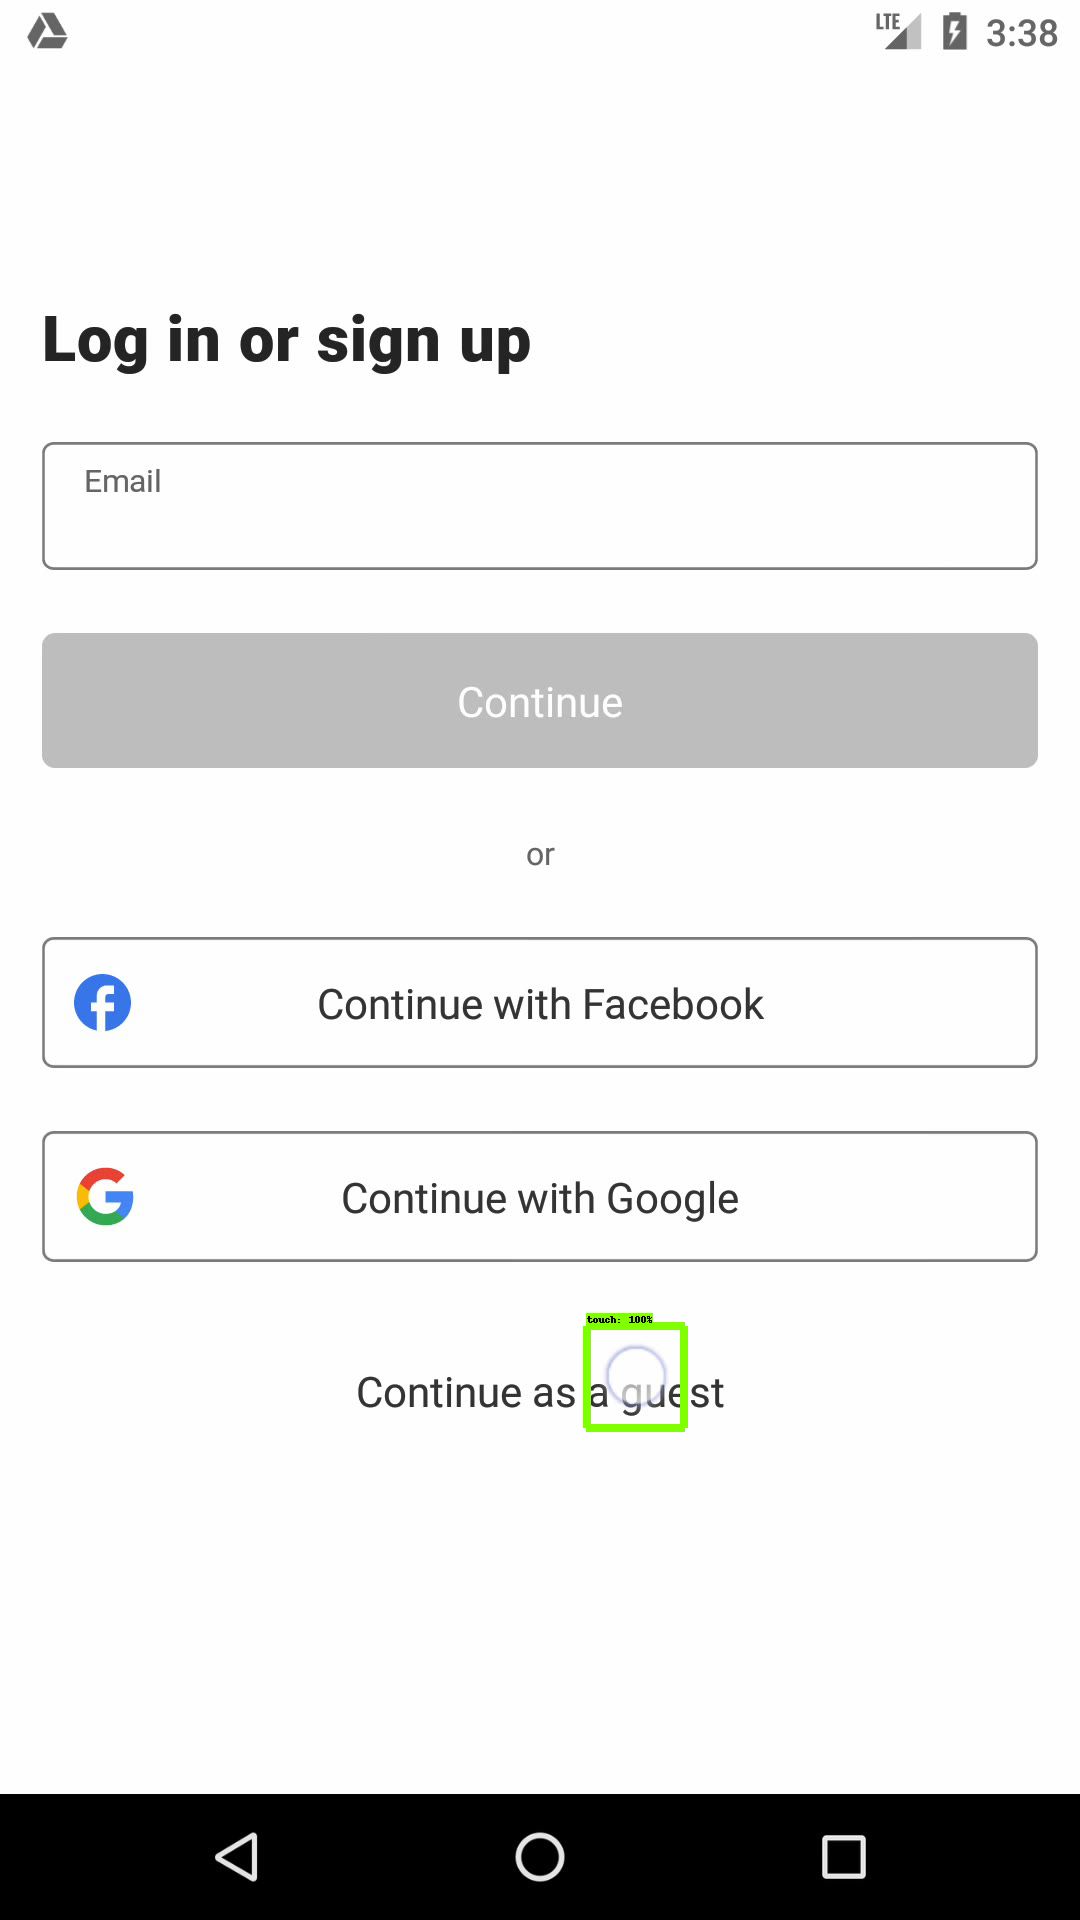 LTE 3:38
Log in or sign up
Email
Continue
or
Continue with Facebook
Continue with Google
touch: 100%
Continue as a guest